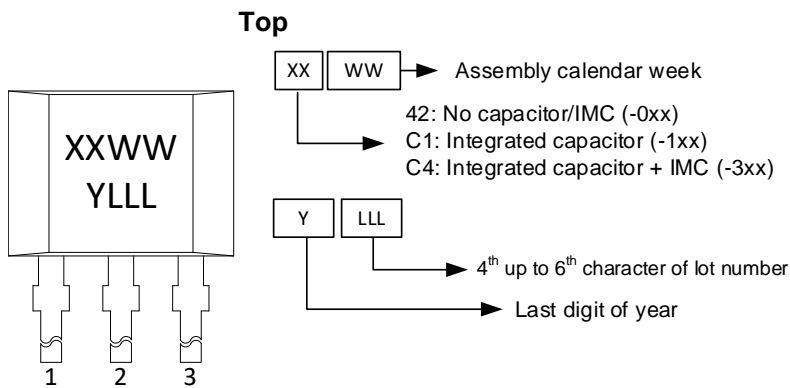 Top
XX WW Assembly calendar week
42: No capacitor/IMC (-0xx)
C1: Integrated capacitor (-1xx)
C4: Integrated capacitor + IMC (-3xx)
XXWW
YLLL
Y LLL
4th up to 6th character of lot number
Last digit of year
1 2 3